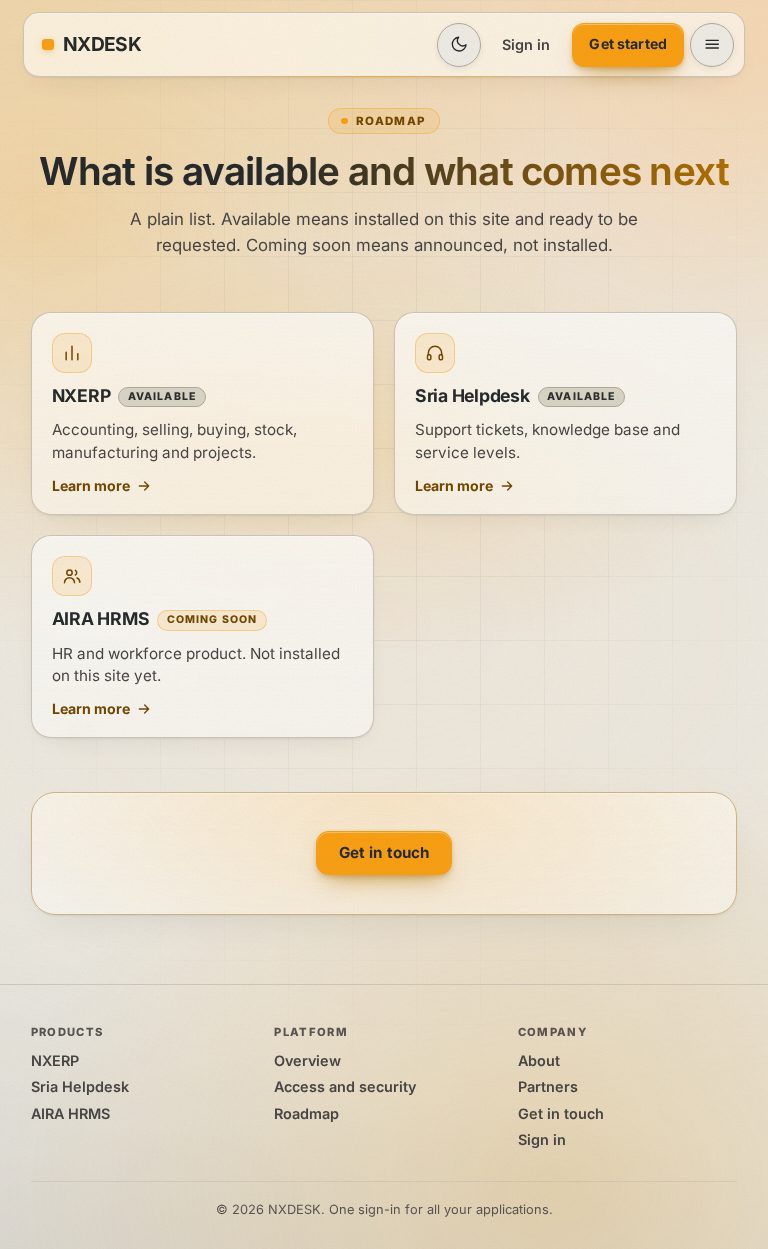 NXDESK
Sign in
Get started
ROADMAP
What is available and what comes next
A plain list. Available means installed on this site and ready to be
requested. Coming soon means announced, not installed.
NXERP AVAILABLE
Accounting, selling, buying, stock,
manufacturing and projects.
Learn more →
Sria Helpdesk AVAILABLE
Support tickets, knowledge base and
service levels.
Learn more →
AIRA HRMS COMING SOON
HR and workforce product. Not installed
on this site yet.
Learn more →
Get in touch
PRODUCTS
NXERP
Sria Helpdesk
AIRA HRMS
PLATFORM
Overview
Access and security
Roadmap
COMPANY
About
Partners
Get in touch
Sign in
© 2026 NXDESK. One sign-in for all your applications.